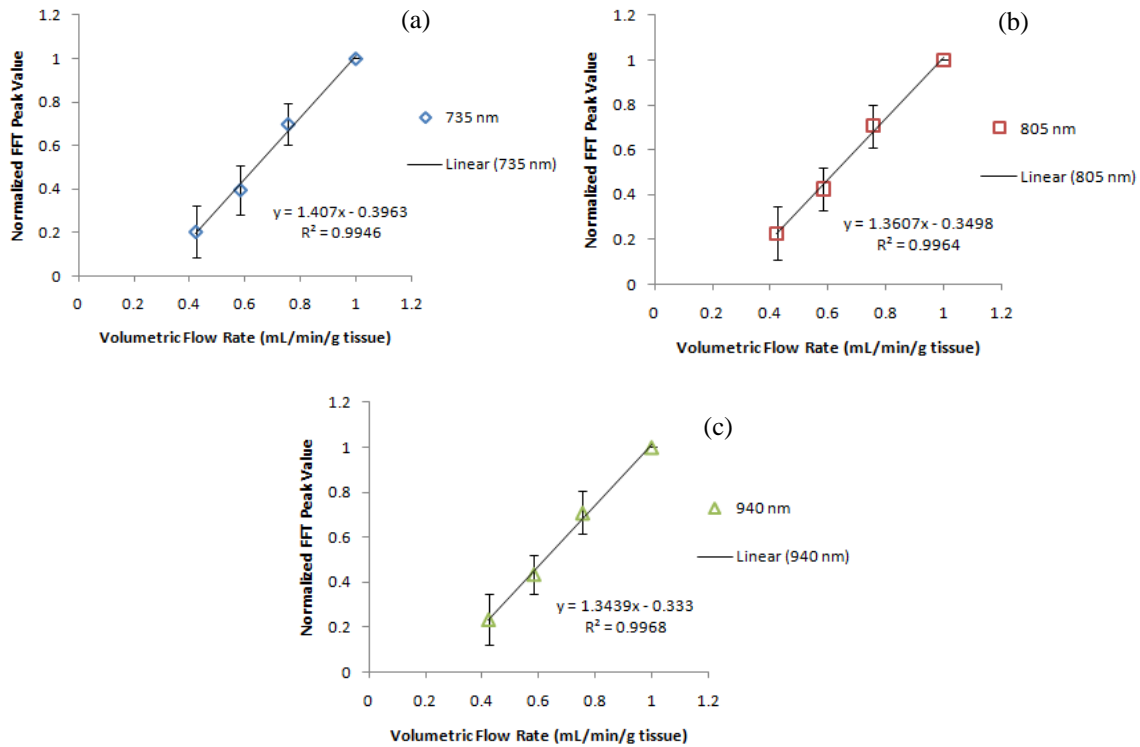 (a)
Normalized FFT Peak Value
1.2
1
0.8
0.6
0.4
0.2
0
0 0.2 0.4 0.6 0.8 1 1.2
Volumetric Flow Rate (mL/min/g tissue)
735 nm
Linear (735 nm)
y = 1.407x - 0.3963
R² = 0.9946
(b)
Normalized FFT Peak Value
1.2
1
0.8
0.6
0.4
0.2
0
0 0.2 0.4 0.6 0.8 1 1.2
Volumetric Flow Rate (mL/min/g tissue)
805 nm
Linear (805 nm)
y = 1.3607x - 0.3498
R² = 0.9964
(c)
Normalized FFT Peak Value
1.2
1
0.8
0.6
0.4
0.2
0
0 0.2 0.4 0.6 0.8 1 1.2
Volumetric Flow Rate (mL/min/g tissue)
940 nm
Linear (940 nm)
y = 1.3439x - 0.333
R² = 0.9968